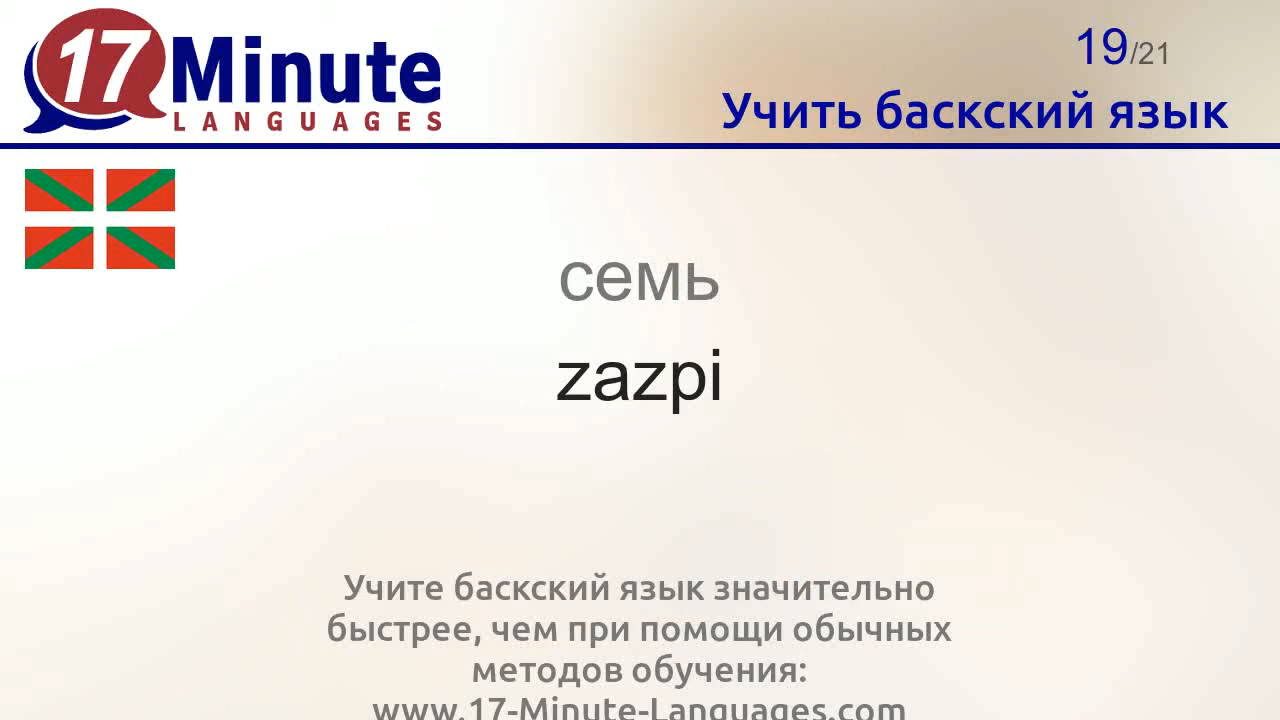 17 Minute
LANGUAGES
19/21
Учить баскский язык
семь
zazpi
Учите баскский язык значительно
быстрее, чем при помощи обычных
методов обучения:
www.17-Minute-Languages.com